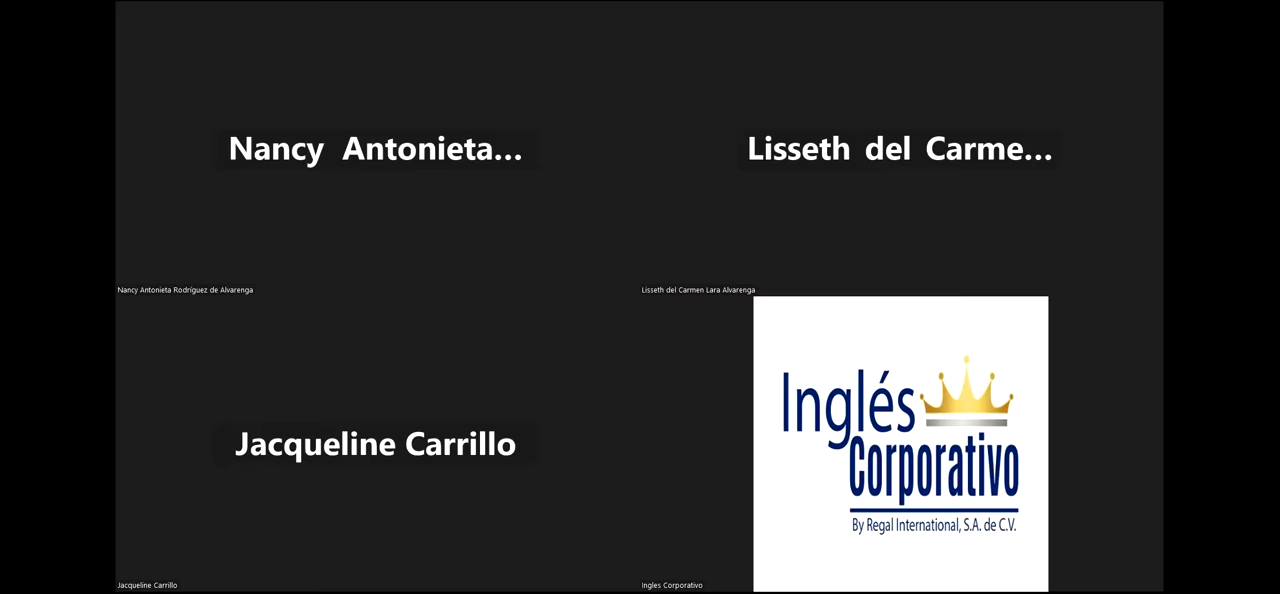 Nancy Antonieta...
Lisseth del Carme...
Nancy Antonieta Rodríguez de Alvarenga
Lisseth del Carmen Lara Alvarenga
Jacqueline Carrillo
Inglés
Corporativo
By Regal International, S.A. de C.V.
Jacqueline Carrillo
Ingles Corporativo